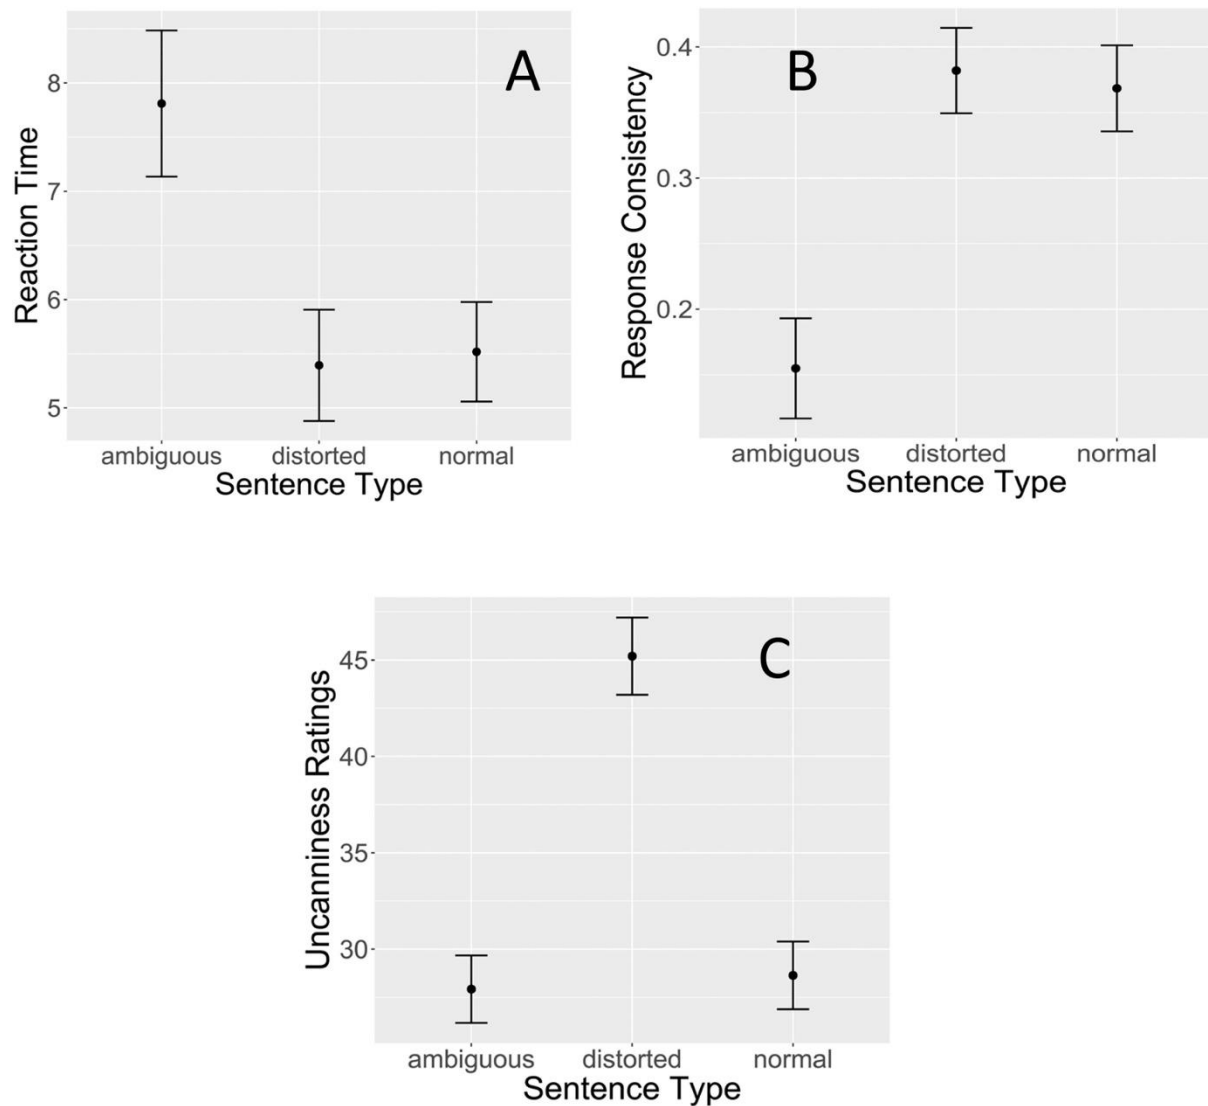 A
Reaction Time
8
7
6
5
ambiguous distorted normal
Sentence Type
B
Response Consistency
0.4
0.3
0.2
ambiguous distorted normal
Sentence Type
C
Uncanniness Ratings
45
40
35
30
ambiguous distorted normal
Sentence Type